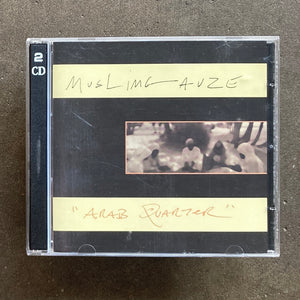 2
CD
MUSLIMGAUZE
"ARAB QUARTER"